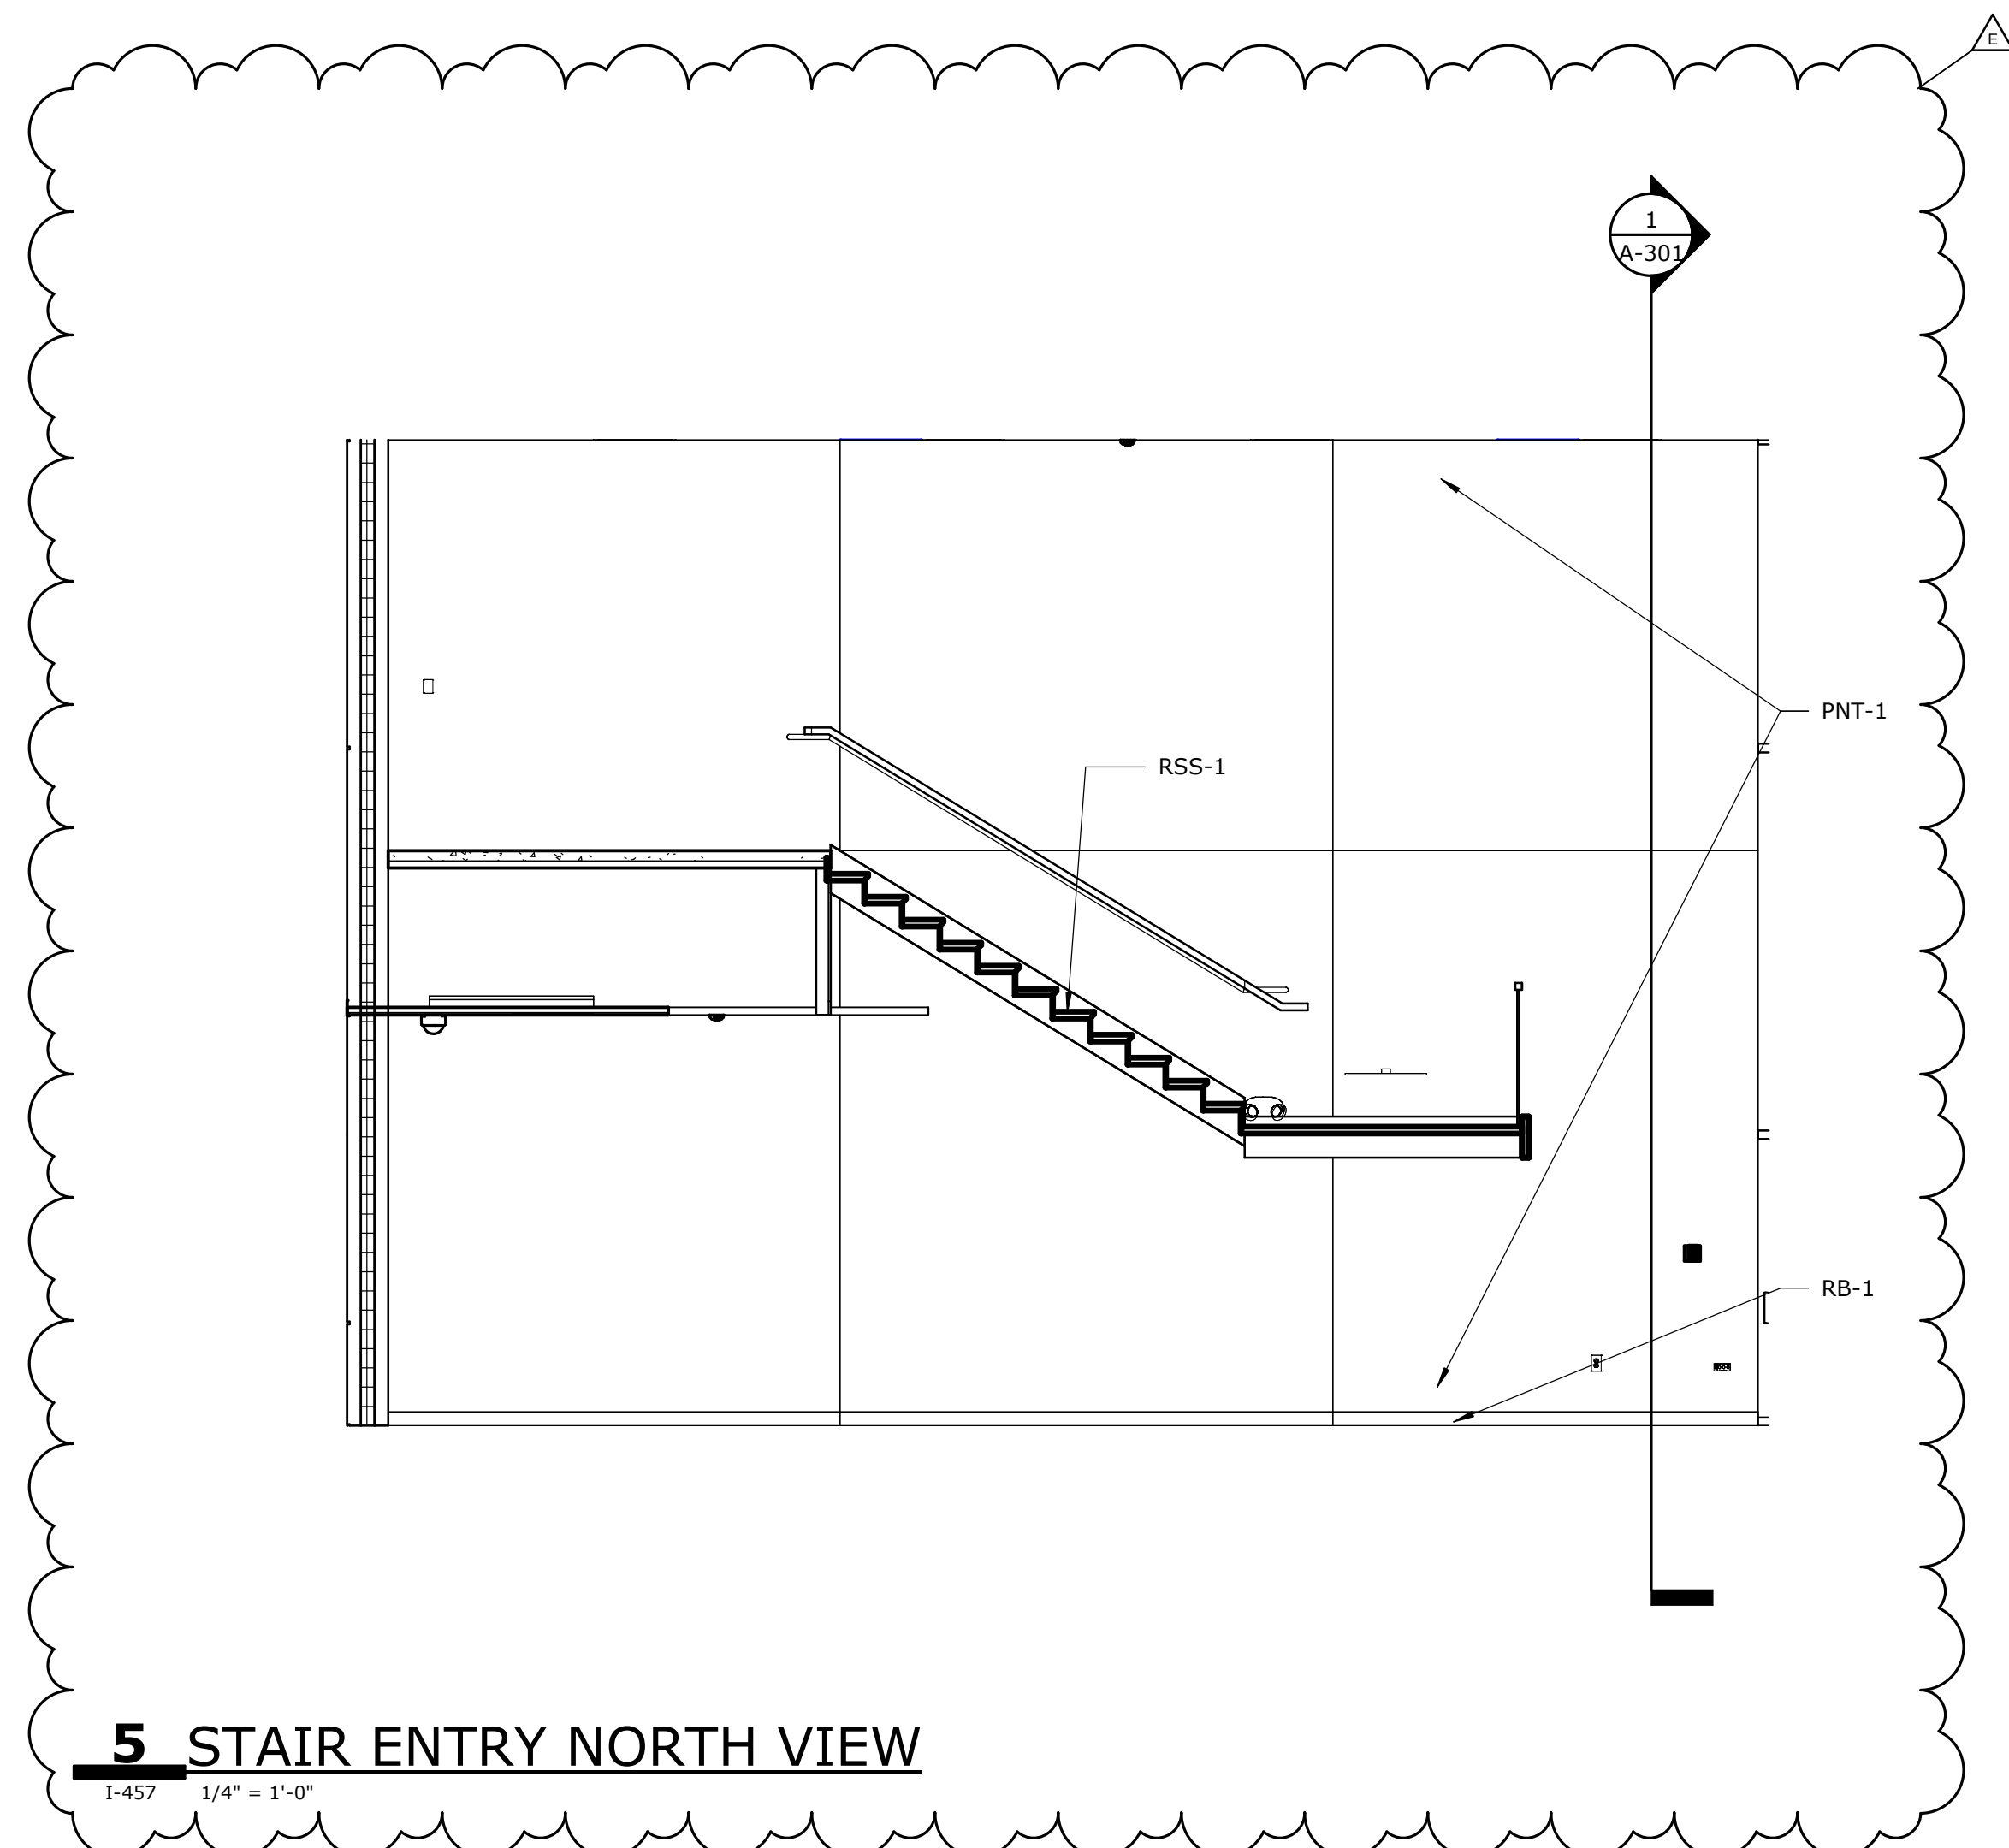 E
1
A-301
PNT-1
RSS-1
RB-1
5 STAIR ENTRY NORTH VIEW
I-457 1/4" = 1'-0"